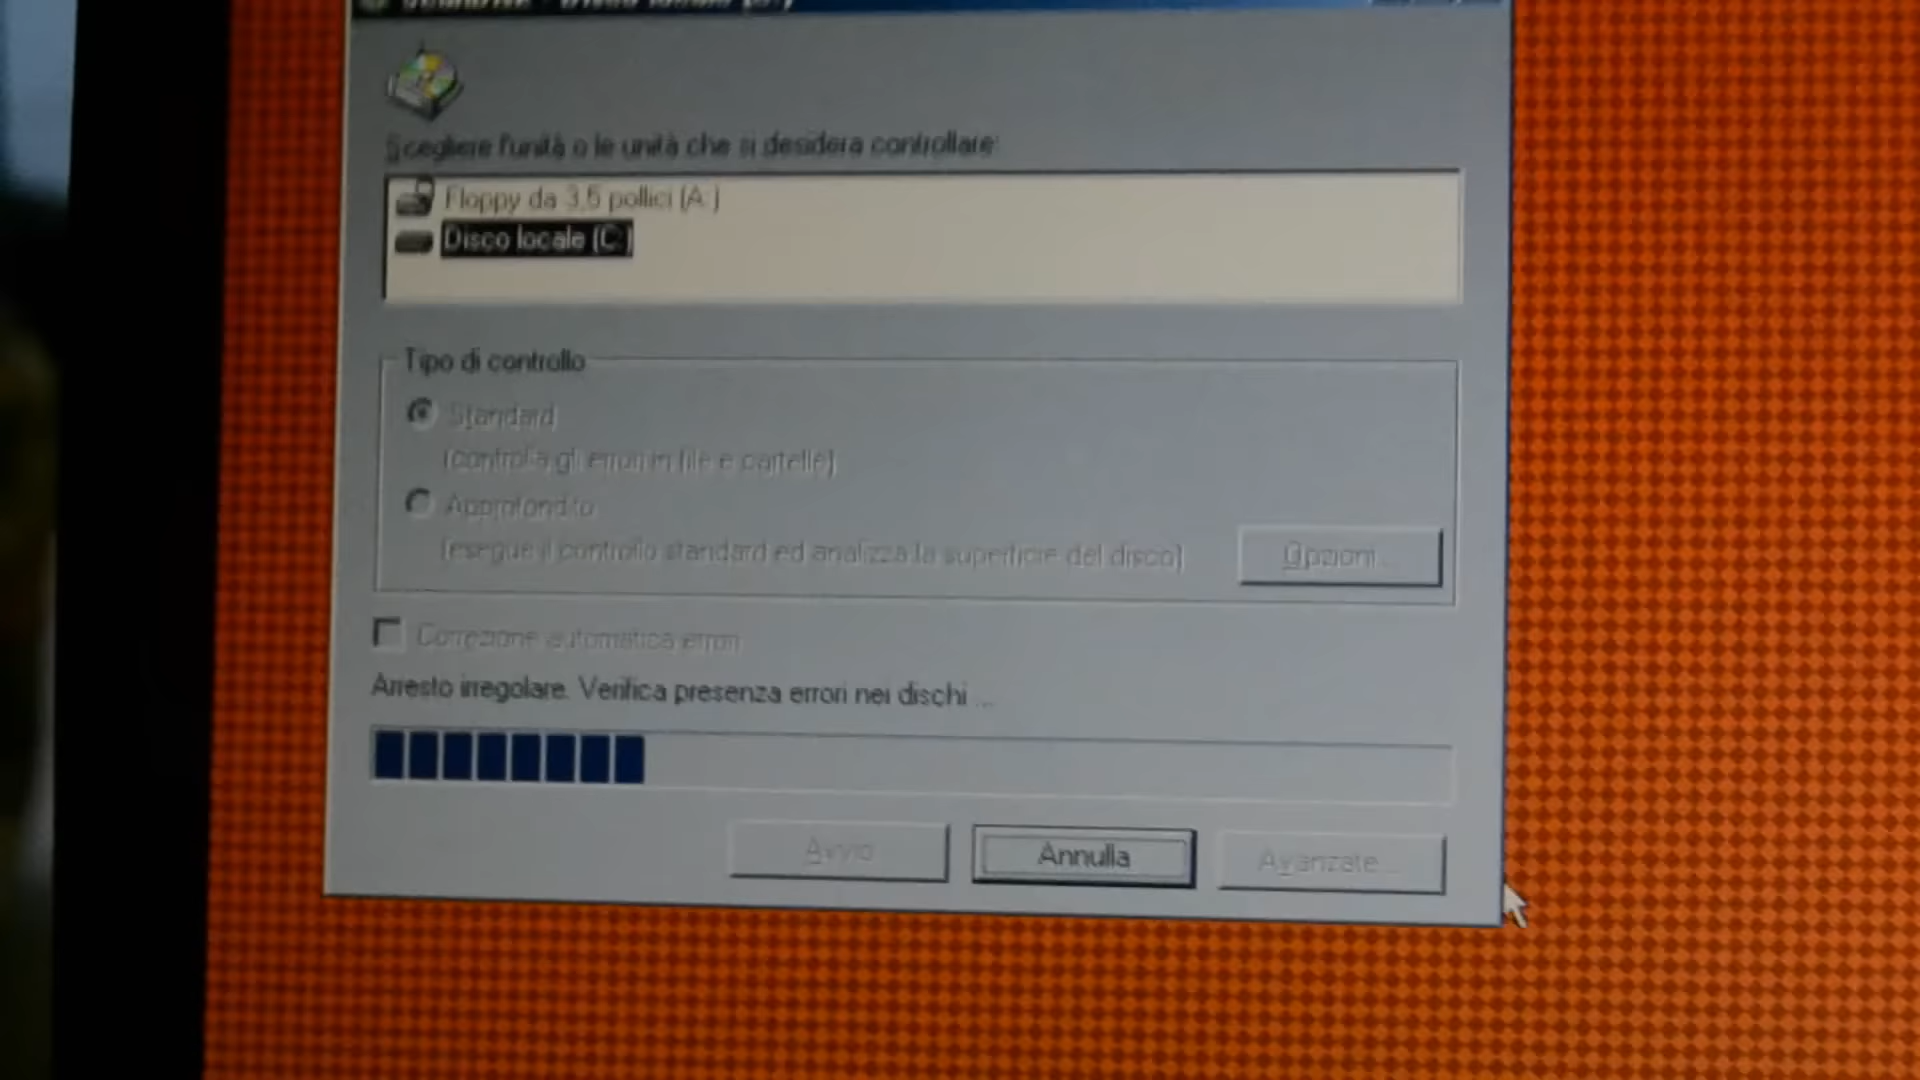 Scegliere l'unità o le unità che si desidera controllare:
Floppy da 3,5 pollici (A:)
Disco locale (C:)
Tipo di controllo
Standard
(controlla gli errori in file e cartelle)
Approfondito
(esegue il controllo standard ed analizza la superficie del disco)
Opzioni...
Correzione automatica errori
Arresto irregolare. Verifica presenza errori nei dischi ...
Avvio
Annulla
Avanzate...